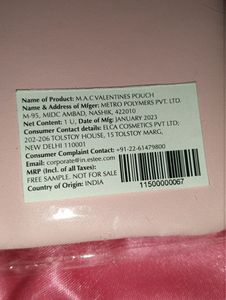 Name of Product: M.A.C VALENTINES POUCH
Name & Address of Mfger: METRO POLYMERS PVT. LTD.
M-95, MIDC AMBAD, NASHIK, 422010
Net Content: 1 U, Date of Mfg: JANUARY 2023
Consumer Contact details: ELCA COSMETICS PVT LTD;
202-206 TOLSTOY HOUSE, 15 TOLSTOY MARG,
NEW DELHI 110001
Consumer Complaint Contact: +91-22-61479800
Email: corporate@in.estee.com
MRP (Incl. of all Taxes):
FREE SAMPLE. NOT FOR SALE
Country of Origin: INDIA
11500000067